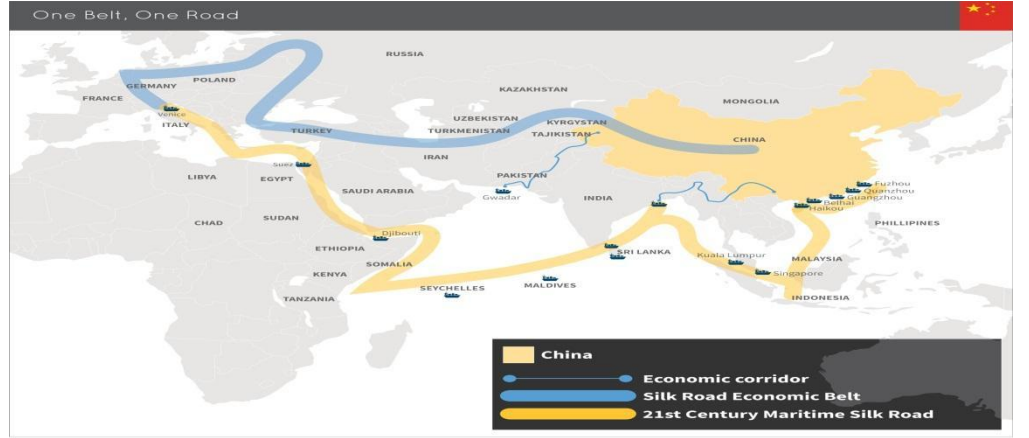 One Belt, One Road
RUSSIA
POLAND
GERMANY
FRANCE
KAZAKHSTAN
MONGOLIA
Venice
ITALY
UZBEKISTAN
KYRGYSTAN
TURKEY
TURKMENISTAN
TAJIKISTAN
CHINA
IRAN
Suez
LIBYA
EGYPT
PAKISTAN
SAUDI ARABIA
Gwadar
INDIA
Fuzhou
Quanzhou
Guangzhou
Beihai
Haikou
CHAD
SUDAN
PHILLIPINES
Djibouti
ETHIOPIA
SOMALIA
SRI LANKA
Kuala Lumpur
MALAYSIA
KENYA
Singapore
SEYCHELLES
MALDIVES
TANZANIA
INDONESIA
China
Economic corridor
Silk Road Economic Belt
21st Century Maritime Silk Road